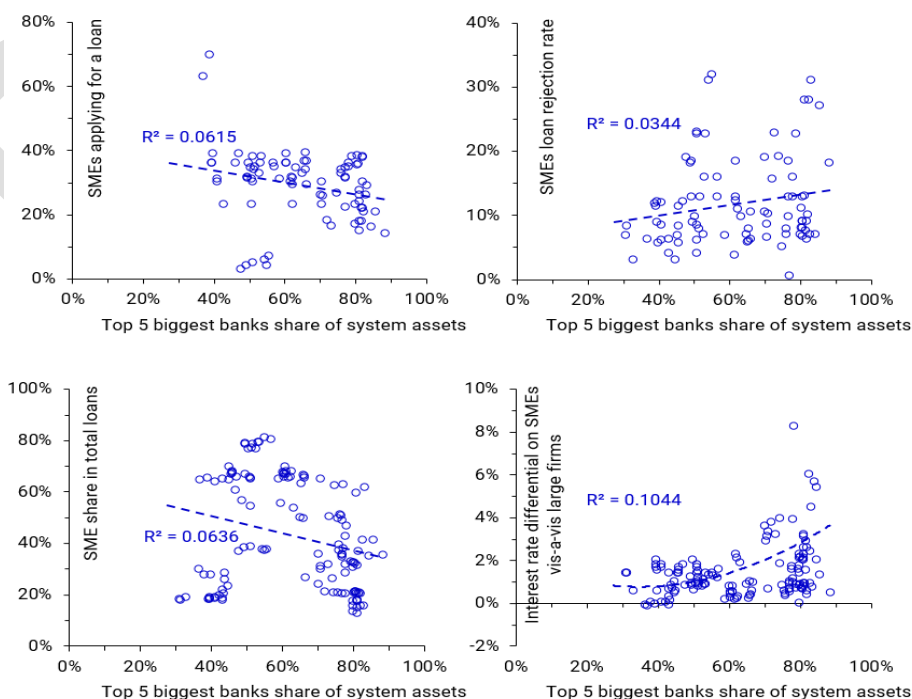 80%
60%
40%
20%
0%
SMEs applying for a loan
R² = 0.0615
0% 20% 40% 60% 80% 100%
Top 5 biggest banks share of system assets
40%
30%
20%
10%
0%
SMEs loan rejection rate
R² = 0.0344
0% 20% 40% 60% 80% 100%
Top 5 biggest banks share of system assets
100%
80%
60%
40%
20%
0%
SME share in total loans
R² = 0.0636
0% 20% 40% 60% 80% 100%
Top 5 biggest banks share of system assets
10%
8%
6%
4%
2%
0%
-2%
Interest rate differential on SMEs
vis-a-vis large firms
R² = 0.1044
0% 20% 40% 60% 80% 100%
Top 5 biggest banks share of system assets